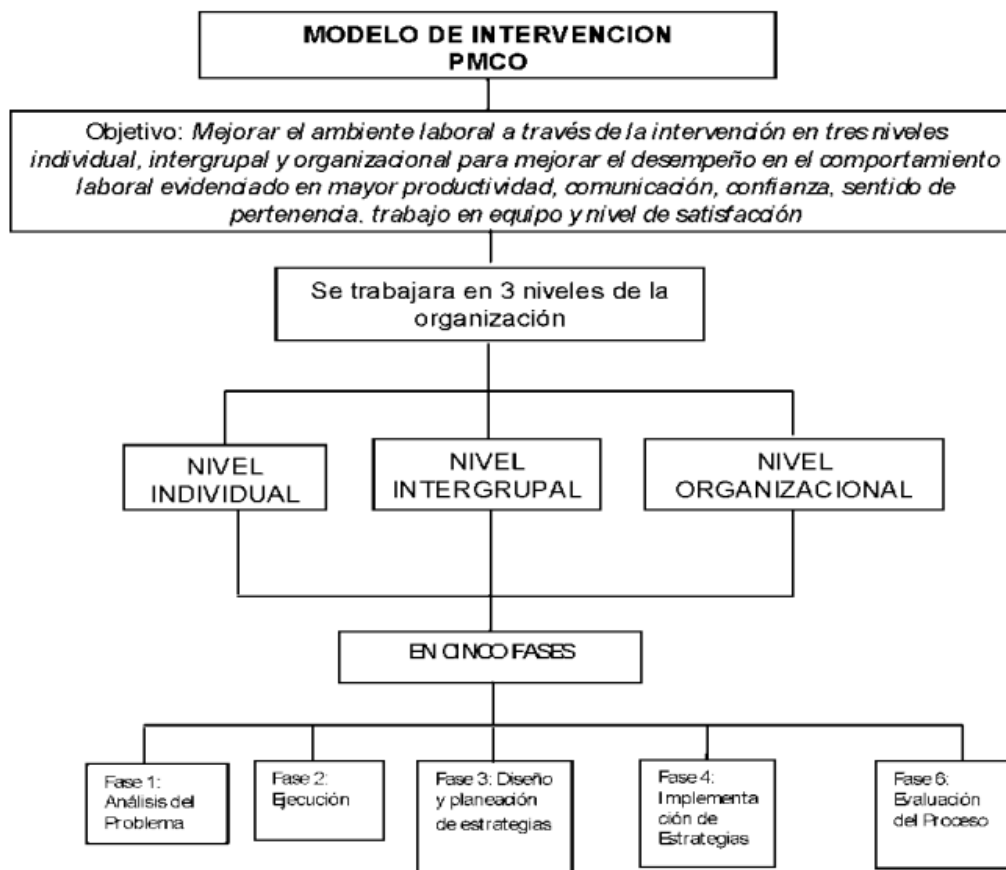 MODELO DE INTERVENCION
PMCO
Objetivo: Mejorar el ambiente laboral a través de la intervención en tres niveles
individual, intergrupal y organizacional para mejorar el desempeño en el comportamiento
laboral evidenciado en mayor productividad, comunicación, confianza, sentido de
pertenencia, trabajo en equipo y nivel de satisfacción
Se trabajara en 3 niveles de la
organización
NIVEL
INDIVIDUAL
NIVEL
INTERGRUPAL
NIVEL
ORGANIZACIONAL
EN CINCO FASES
Fase 1:
Análisis del
Problema
Fase 2:
Ejecución
Fase 3: Diseño
y planeación
de estrategias
Fase 4:
Implementa
ción de
Estrategias
Fase 6:
Evaluación
del Proceso